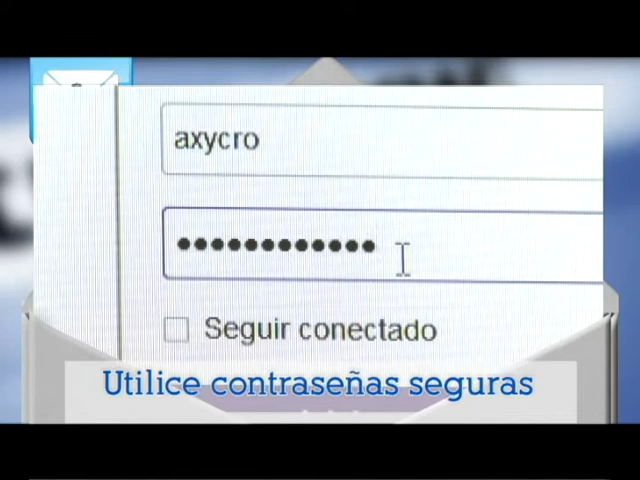 axycro
••••••••••••
Seguir conectado
Utilice contraseñas seguras